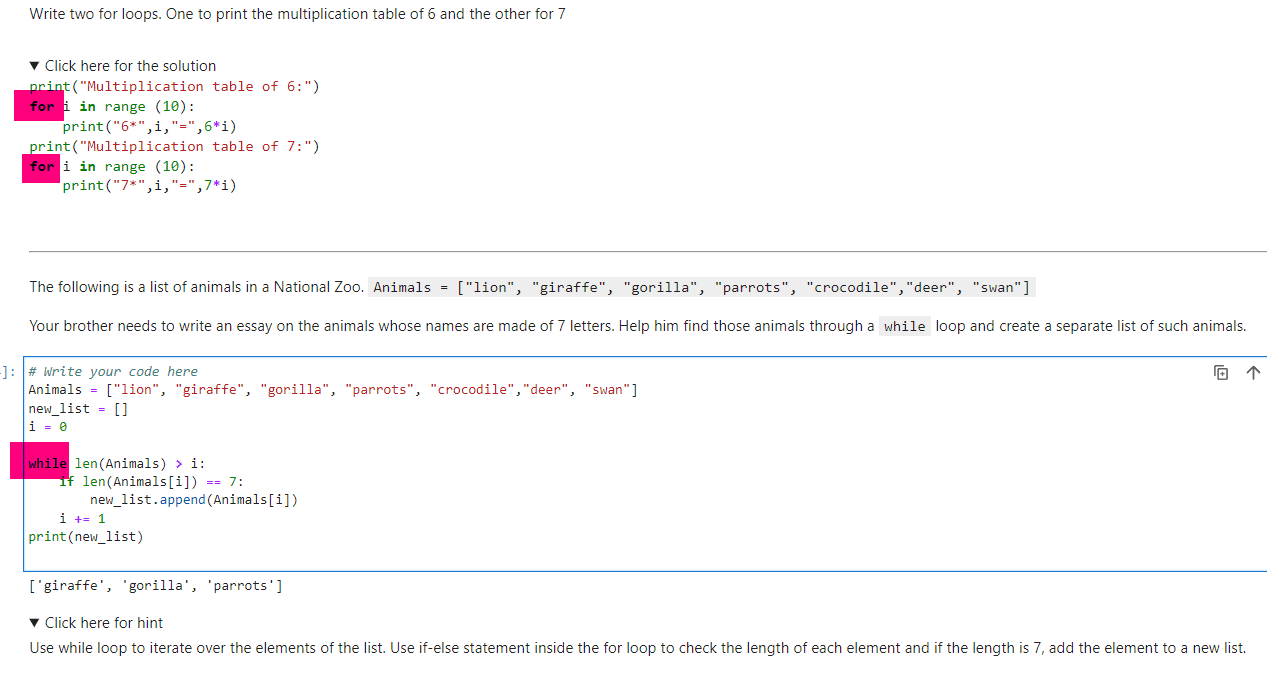 Write two for loops. One to print the multiplication table of 6 and the other for 7
▼ Click here for the solution
print("Multiplication table of 6:")
for i in range (10):
    print("6*",i,"=",6*i)
print("Multiplication table of 7:")
for i in range (10):
    print("7*",i,"=",7*i)
The following is a list of animals in a National Zoo. Animals = ["lion", "giraffe", "gorilla", "parrots", "crocodile","deer", "swan"]
Your brother needs to write an essay on the animals whose names are made of 7 letters. Help him find those animals through a while loop and create a separate list of such animals.
]: # Write your code here
Animals = ["lion", "giraffe", "gorilla", "parrots", "crocodile","deer", "swan"]
new_list = []
i = 0
while len(Animals) > i:
    if len(Animals[i]) == 7:
        new_list.append(Animals[i])
    i += 1
print(new_list)
['giraffe', 'gorilla', 'parrots']
▼ Click here for hint
Use while loop to iterate over the elements of the list. Use if-else statement inside the for loop to check the length of each element and if the length is 7, add the element to a new list.